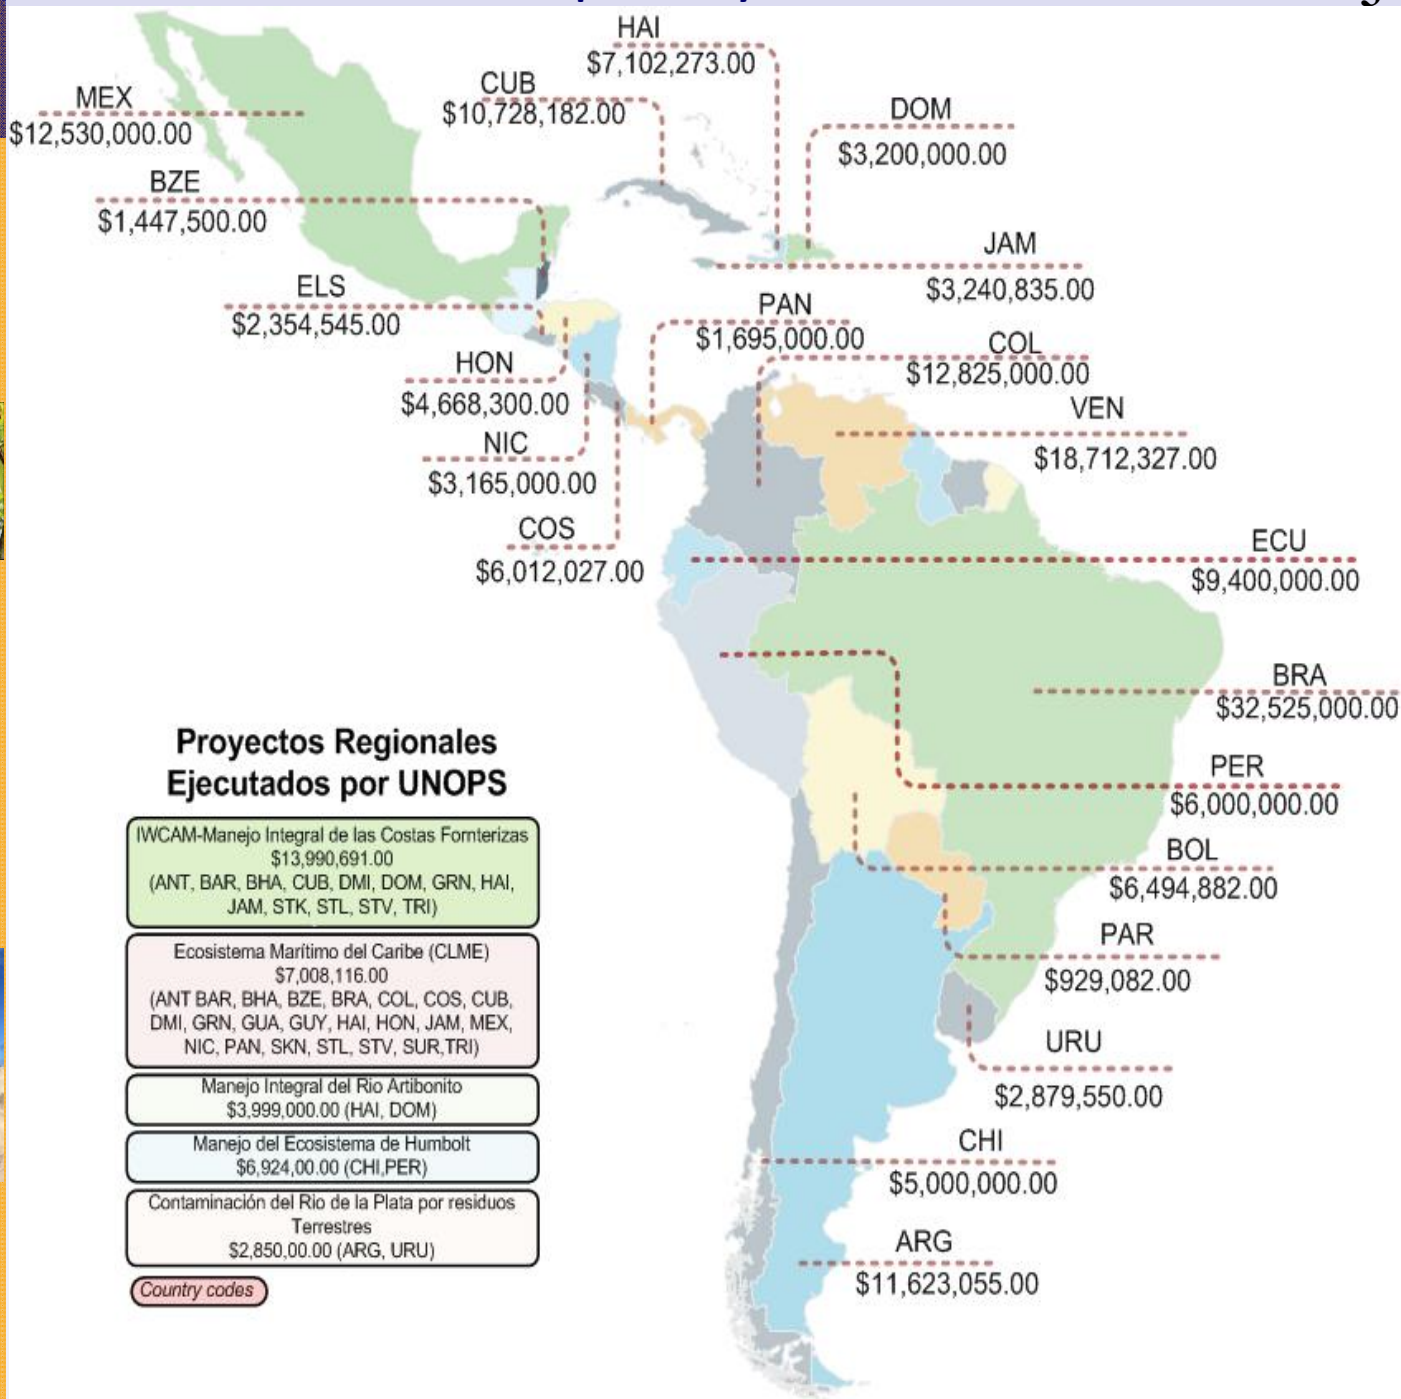 HAI
$7,102,273.00
CUB
$10,728,182.00
MEX
$12,530,000.00
DOM
$3,200,000.00
BZE
$1,447,500.00
JAM
$3,240,835.00
ELS
$2,354,545.00
PAN
$1,695,000.00
COL
$12,825,000.00
HON
$4,668,300.00
VEN
$18,712,327.00
NIC
$3,165,000.00
COS
$6,012,027.00
ECU
$9,400,000.00
BRA
$32,525,000.00
PER
$6,000,000.00
BOL
$6,494,882.00
PAR
$929,082.00
URU
$2,879,550.00
CHI
$5,000,000.00
ARG
$11,623,055.00
Proyectos Regionales
Ejecutados por UNOPS
IWCAM-Manejo Integral de las Costas Fornterizas
$13,990,691.00
(ANT, BAR, BHA, CUB, DMI, DOM, GRN, HAI,
JAM, STK, STL, STV, TRI)
Ecosistema Marítimo del Caribe (CLME)
$7,008,116.00
(ANT BAR, BHA, BZE, BRA, COL, COS, CUB,
DMI, GRN, GUA, GUY, HAI, HON, JAM, MEX,
NIC, PAN, SKN, STL, STV, SUR,TRI)
Manejo Integral del Rio Artibonito
$3,999,000.00 (HAI, DOM)
Manejo del Ecosistema de Humbolt
$6,924,00.00 (CHI,PER)
Contaminación del Rio de la Plata por residuos
Terrestres
$2,850,00.00 (ARG, URU)
Country codes